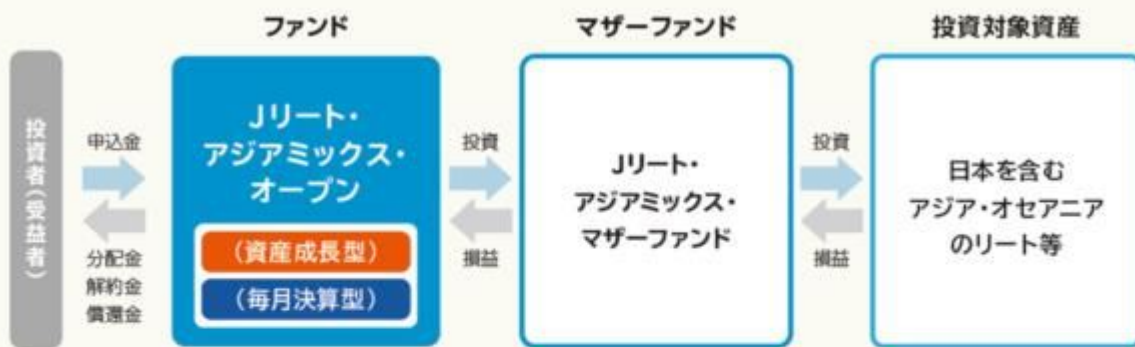 ファンド
マザーファンド
投資対象資産
投資者(受益者)
申込金
分配金
解約金
償還金
Jリート・
アジアミックス・
オープン
(資産成長型)
(毎月決算型)
投資
損益
Jリート・
アジアミックス・
マザーファンド
投資
損益
日本を含む
アジア・オセアニア
のリート等